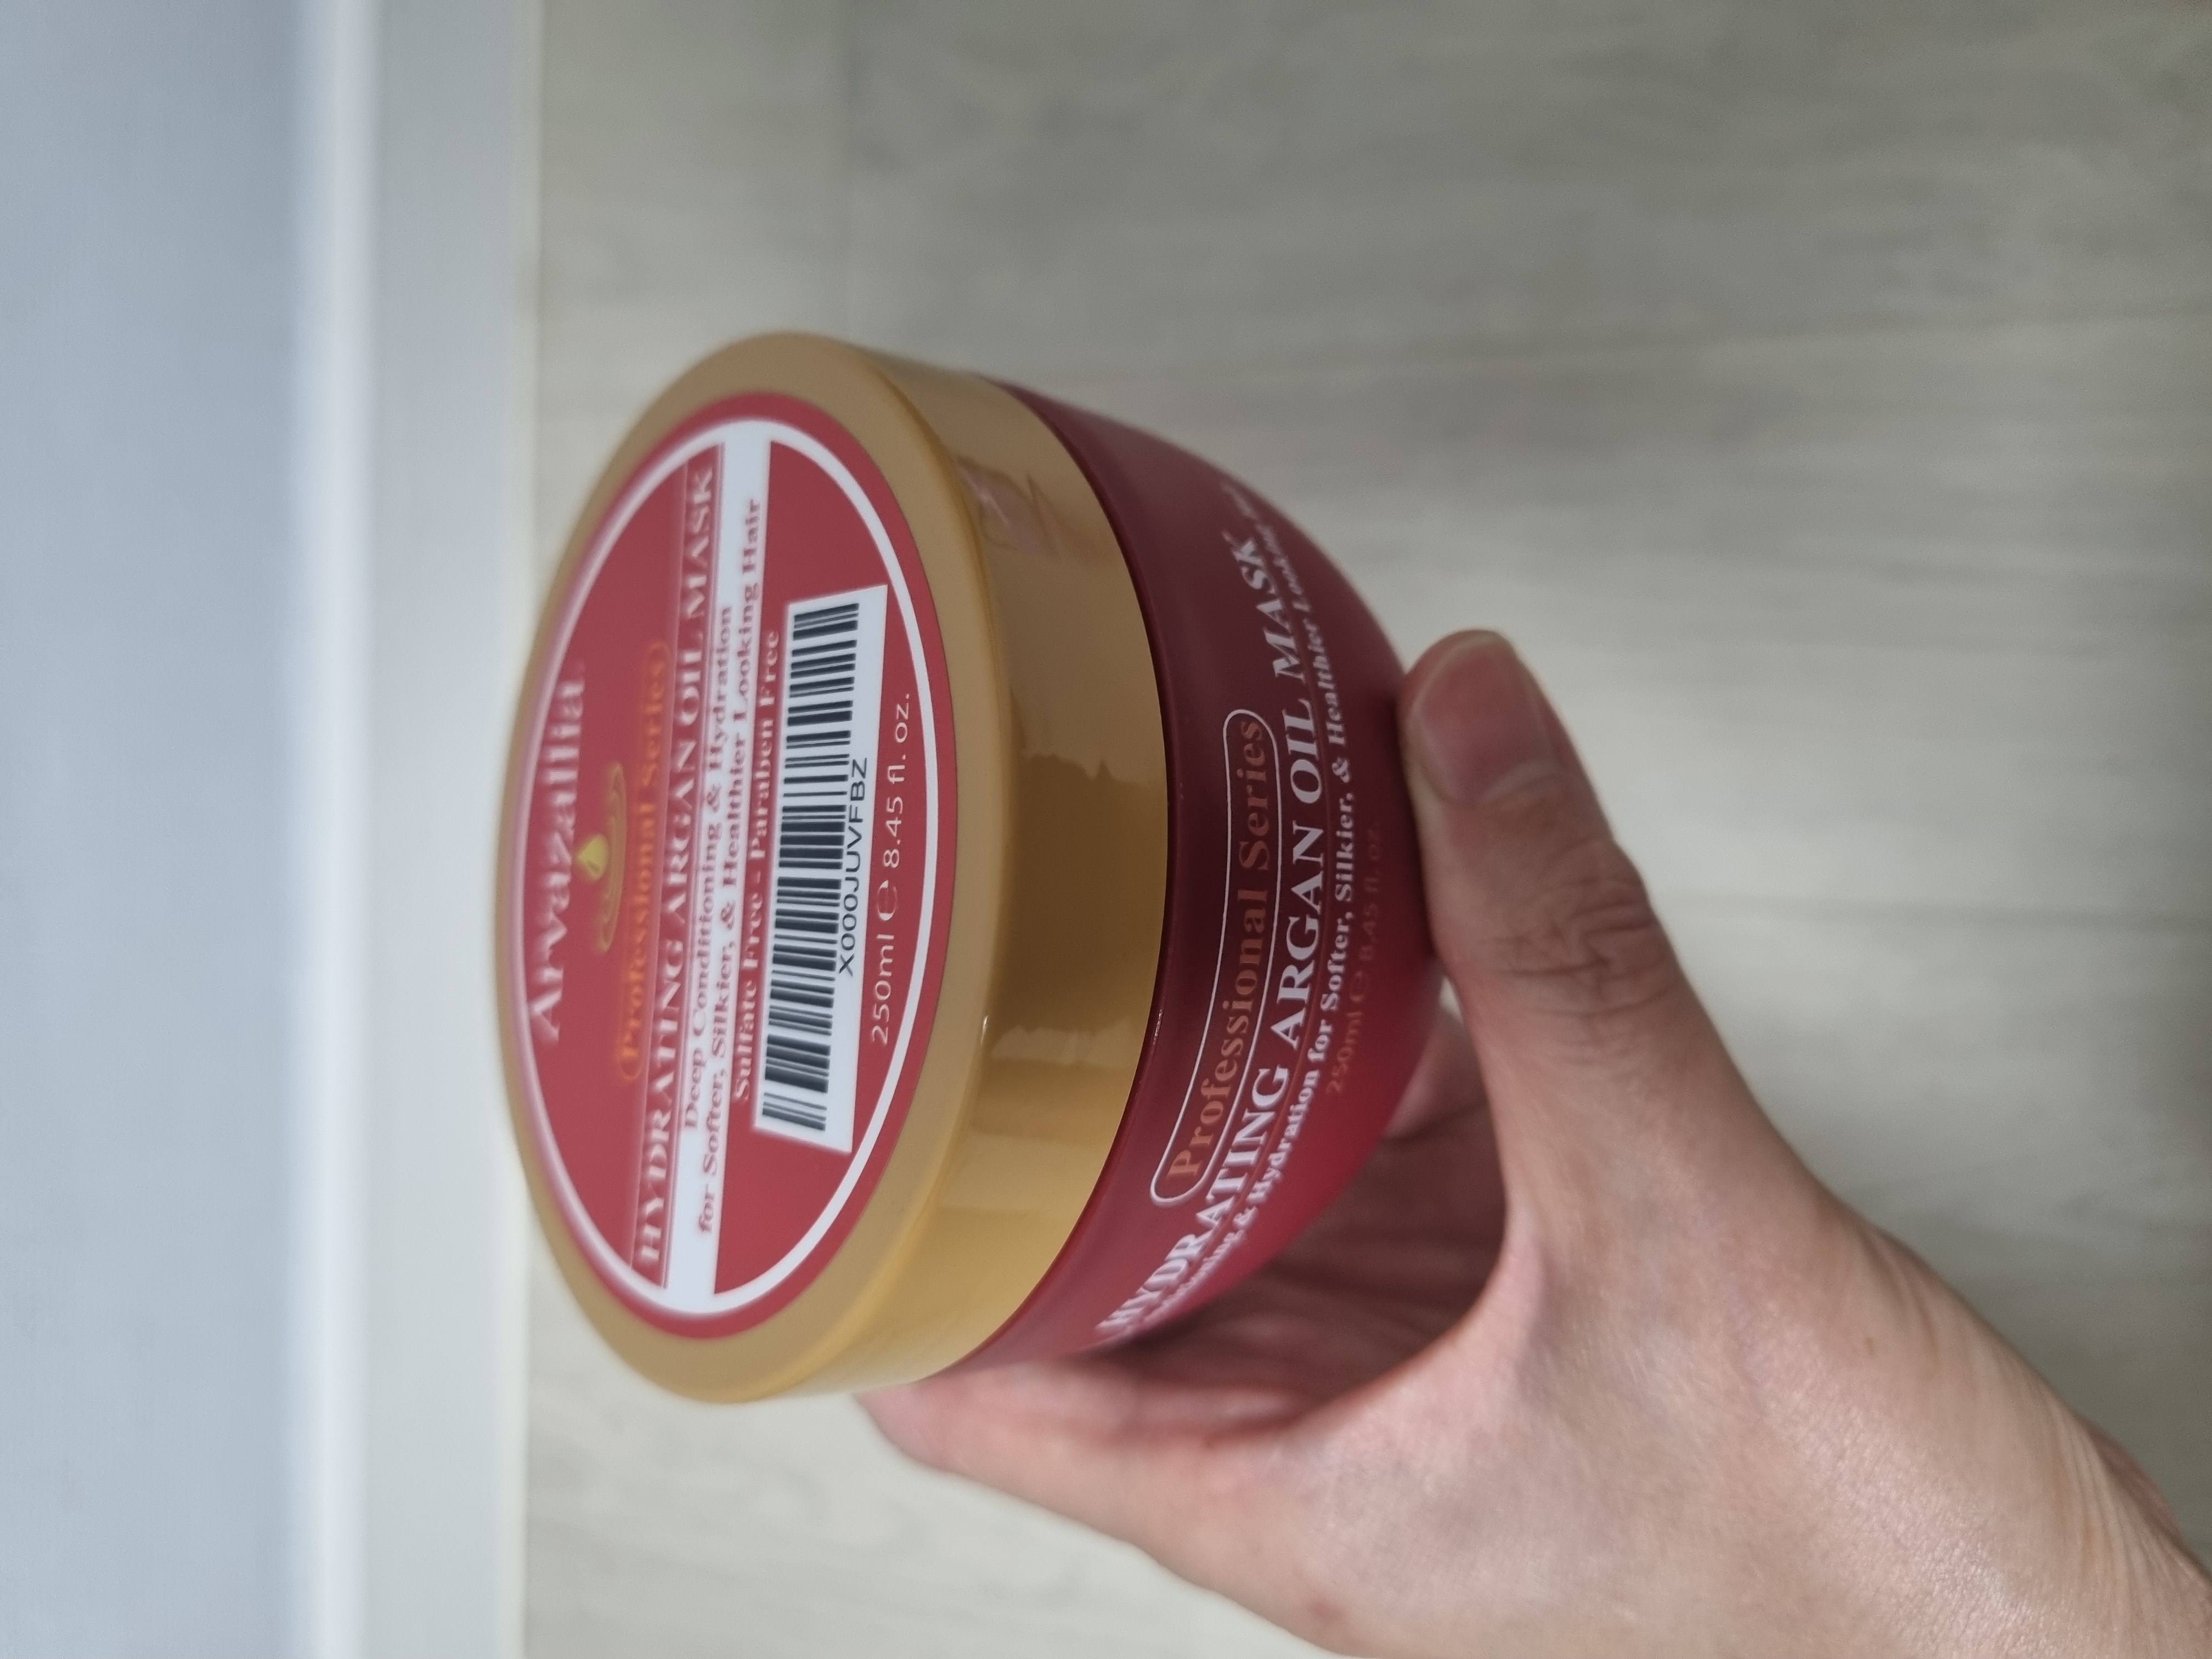 Arvazallia
Professional Series
HYDRATING ARGAN OIL MASK
Deep Conditioning & Hydration
for Softer, Silkier, & Healthier Looking Hair
Sulfate Free - Paraben Free
X000JUVFBZ
250ml ℮ 8.45 fl. oz.
Professional Series
HYDRATING ARGAN OIL MASK
& Hydration for Softer, Silkier, & Healthier Looking
250ml ℮ 8.45 fl. oz.